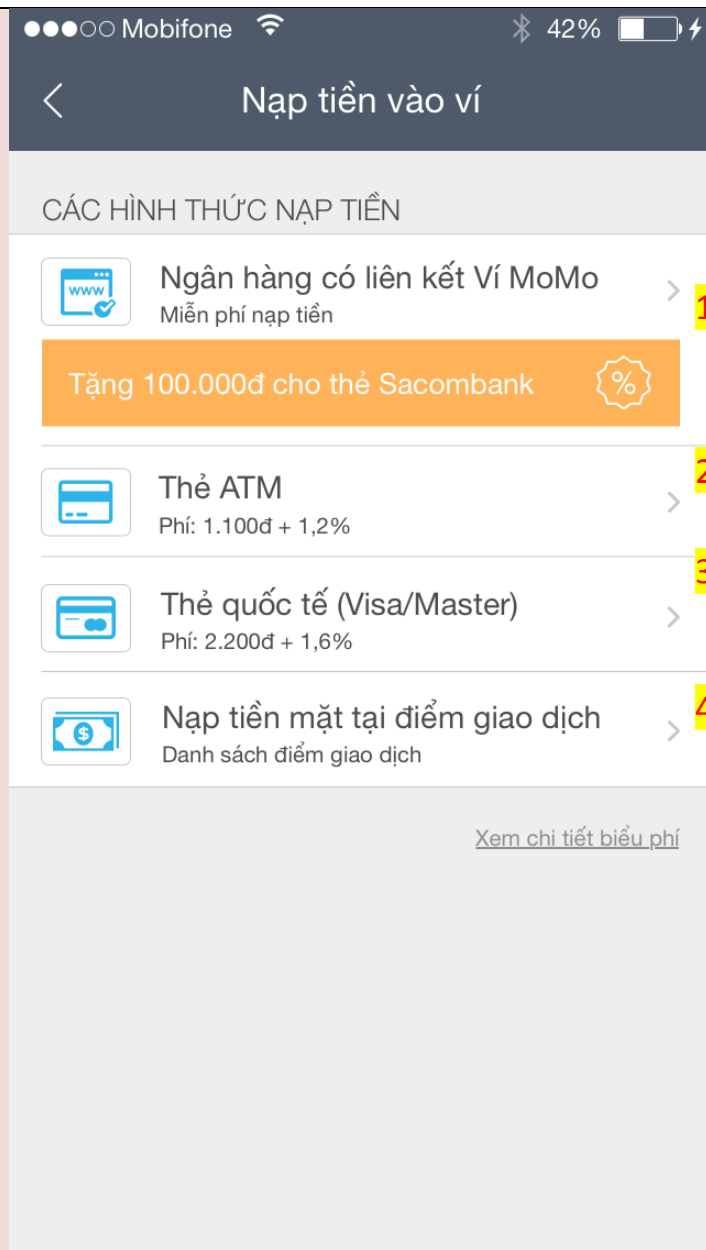 Mobifone 42%
Nạp tiền vào ví
CÁC HÌNH THỨC NẠP TIỀN
www
Ngân hàng có liên kết Ví MoMo
Miễn phí nạp tiền
1
Tặng 100.000đ cho thẻ Sacombank %
2
Thẻ ATM
Phí: 1.100đ + 1,2%
3
Thẻ quốc tế (Visa/Master)
Phí: 2.200đ + 1,6%
4
$
Nạp tiền mặt tại điểm giao dịch
Danh sách điểm giao dịch
Xem chi tiết biểu phí